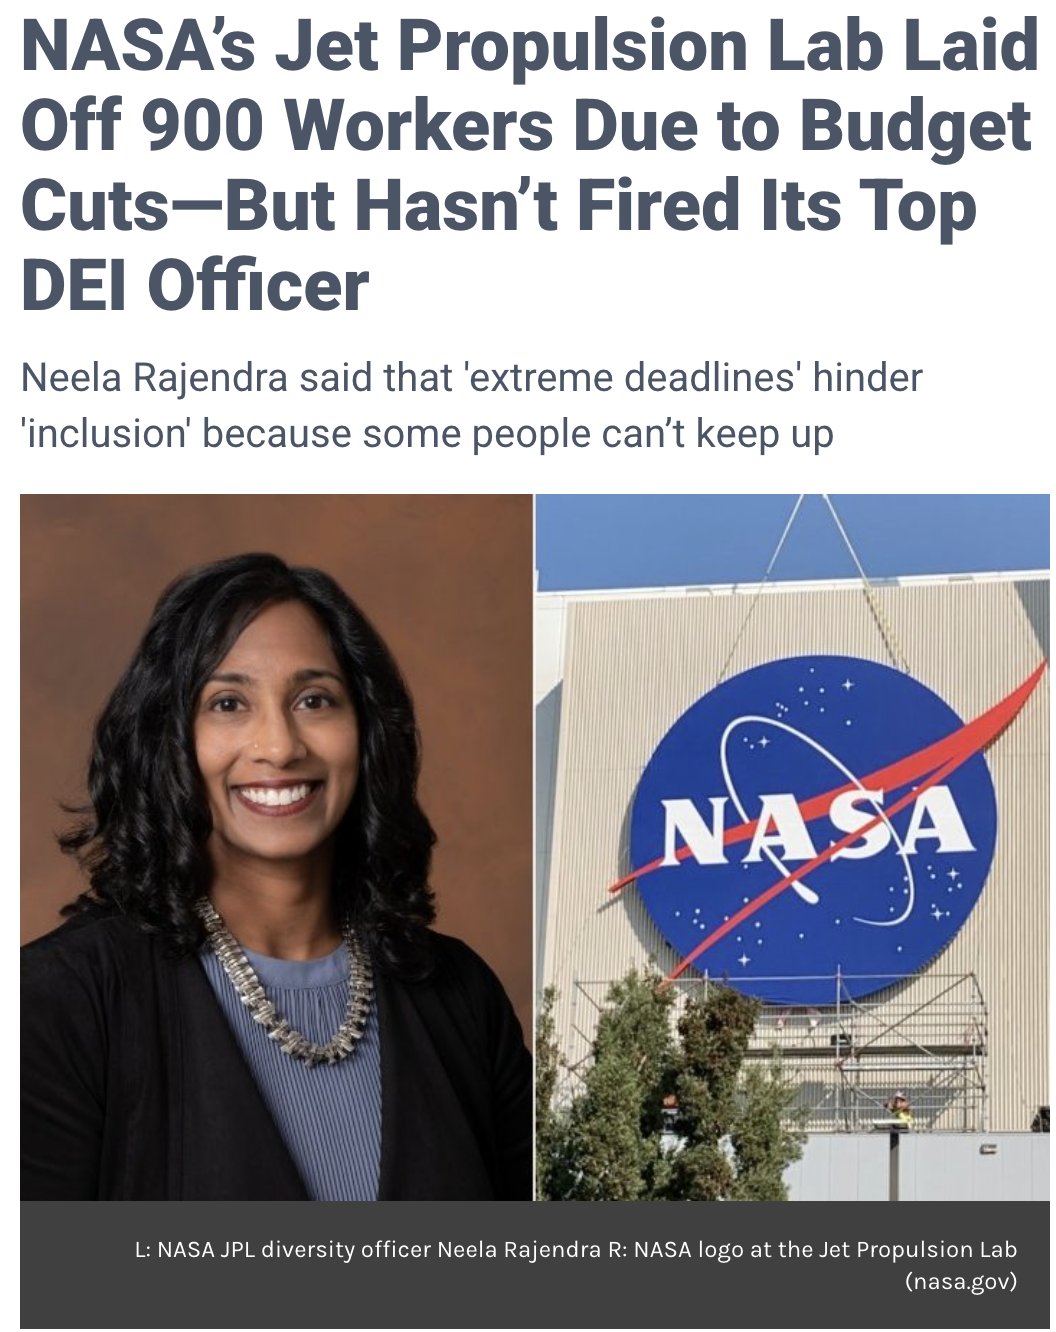 NASA’s Jet Propulsion Lab Laid
Off 900 Workers Due to Budget
Cuts—But Hasn’t Fired Its Top
DEI Officer
Neela Rajendra said that 'extreme deadlines' hinder
'inclusion' because some people can’t keep up
NASA
L: NASA JPL diversity officer Neela Rajendra R: NASA logo at the Jet Propulsion Lab
(nasa.gov)